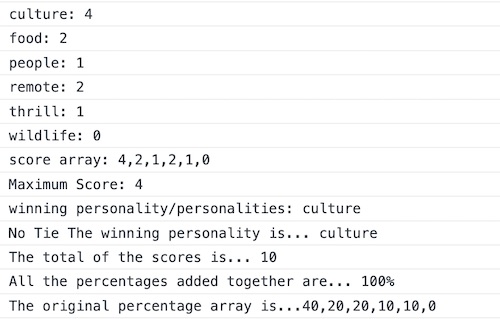 culture: 4
food: 2
people: 1
remote: 2
thrill: 1
wildlife: 0
score array: 4,2,1,2,1,0
Maximum Score: 4
winning personality/personalities: culture
No Tie The winning personality is... culture
The total of the scores is... 10
All the percentages added together are... 100%
The original percentage array is...40,20,20,10,10,0